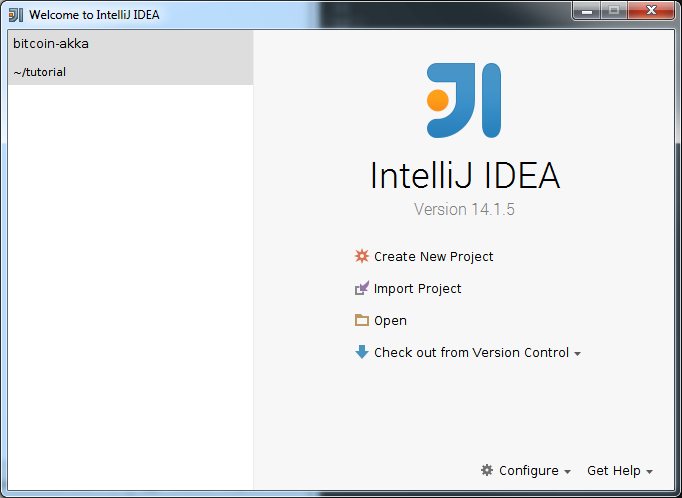 Welcome to IntelliJ IDEA
bitcoin-akka
~/tutorial
IntelliJ IDEA
Version 14.1.5
Create New Project
Import Project
Open
Check out from Version Control
Configure
Get Help